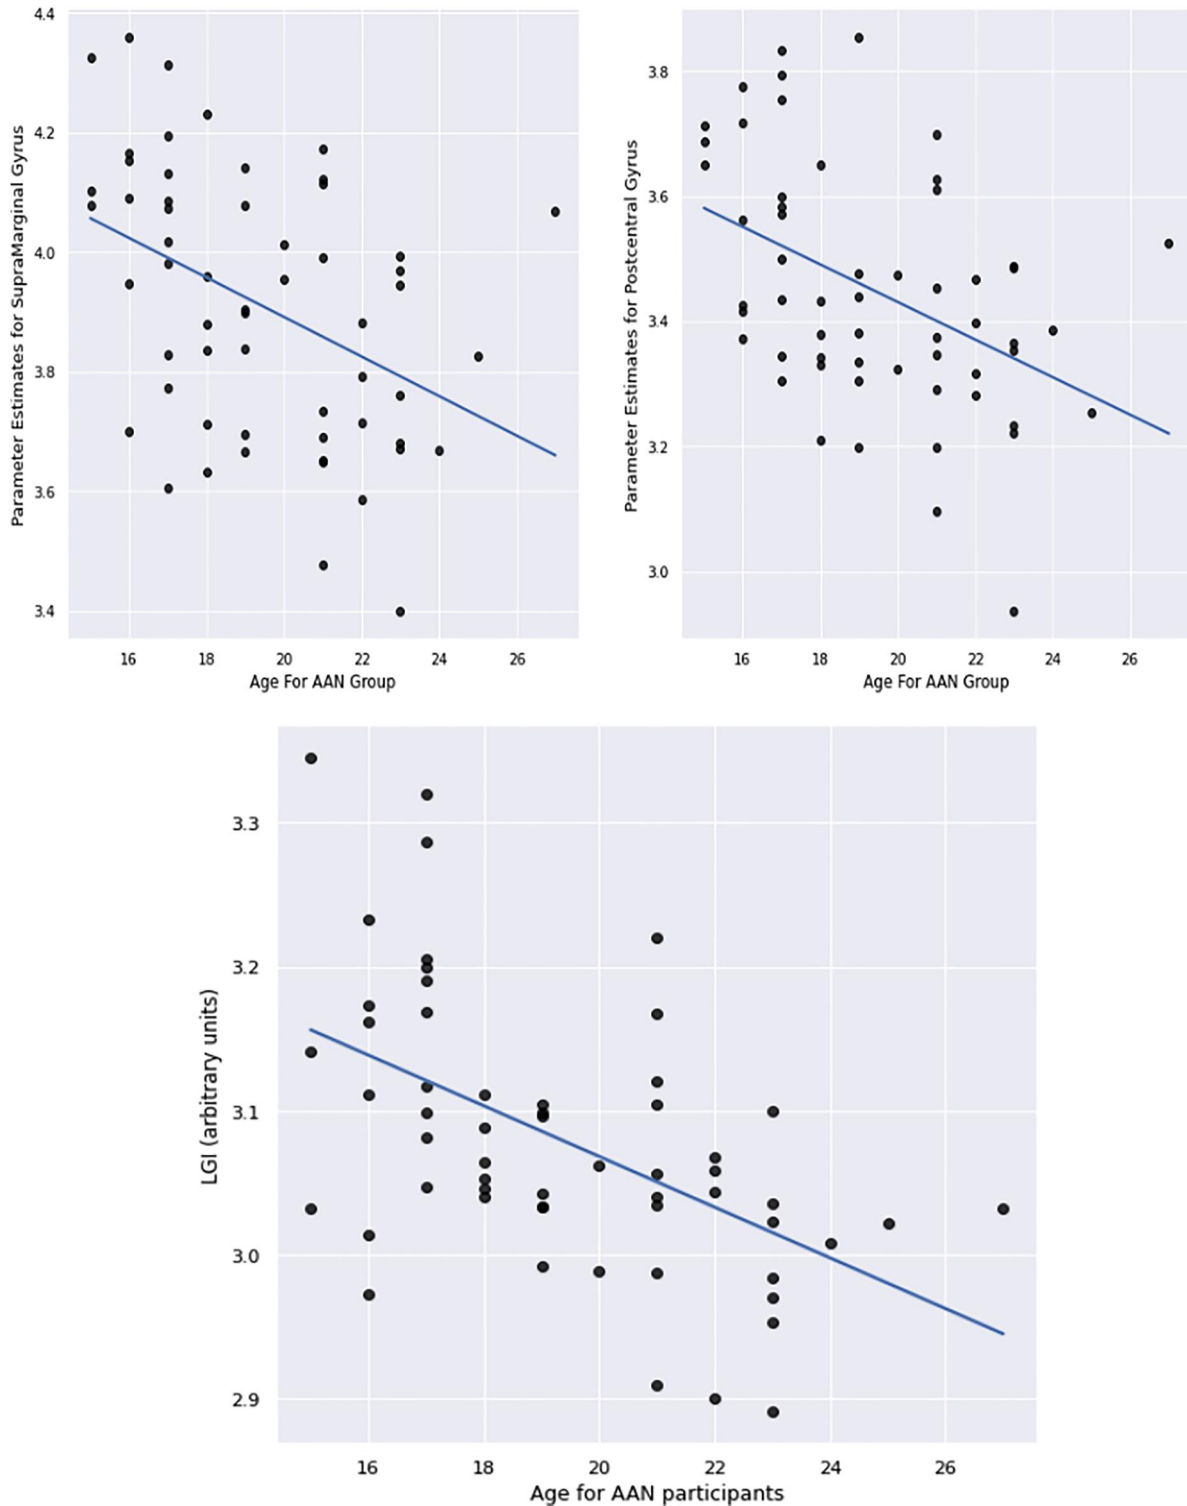 Parameter Estimates for SupraMarginal Gyrus
4.4
4.2
4.0
3.8
3.6
3.4
16 18 20 22 24 26
Age For AAN Group
Parameter Estimates for Postcentral Gyrus
3.8
3.6
3.4
3.2
3.0
16 18 20 22 24 26
Age For AAN Group
LGI (arbitrary units)
3.3
3.2
3.1
3.0
2.9
16 18 20 22 24 26
Age for AAN participants